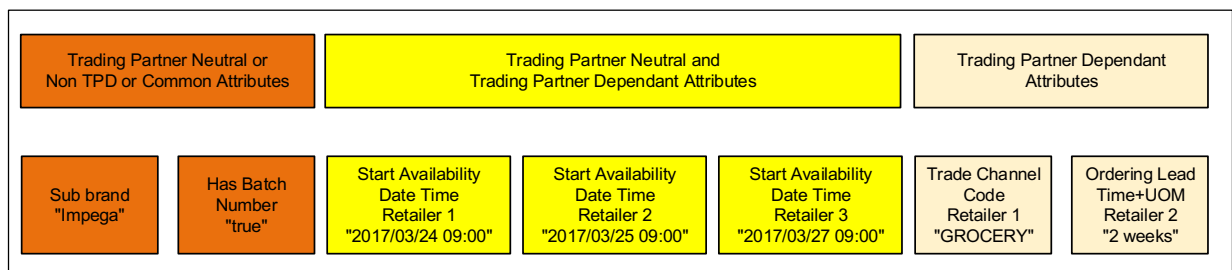 Trading Partner Neutral or
Non TPD or Common Attributes
Trading Partner Neutral and
Trading Partner Dependant Attributes
Trading Partner Dependant
Attributes
Sub brand
"Impega"
Has Batch
Number
"true"
Start Availability
Date Time
Retailer 1
"2017/03/24 09:00"
Start Availability
Date Time
Retailer 2
"2017/03/25 09:00"
Start Availability
Date Time
Retailer 3
"2017/03/27 09:00"
Trade Channel
Code
Retailer 1
"GROCERY"
Ordering Lead
Time+UOM
Retailer 2
"2 weeks"